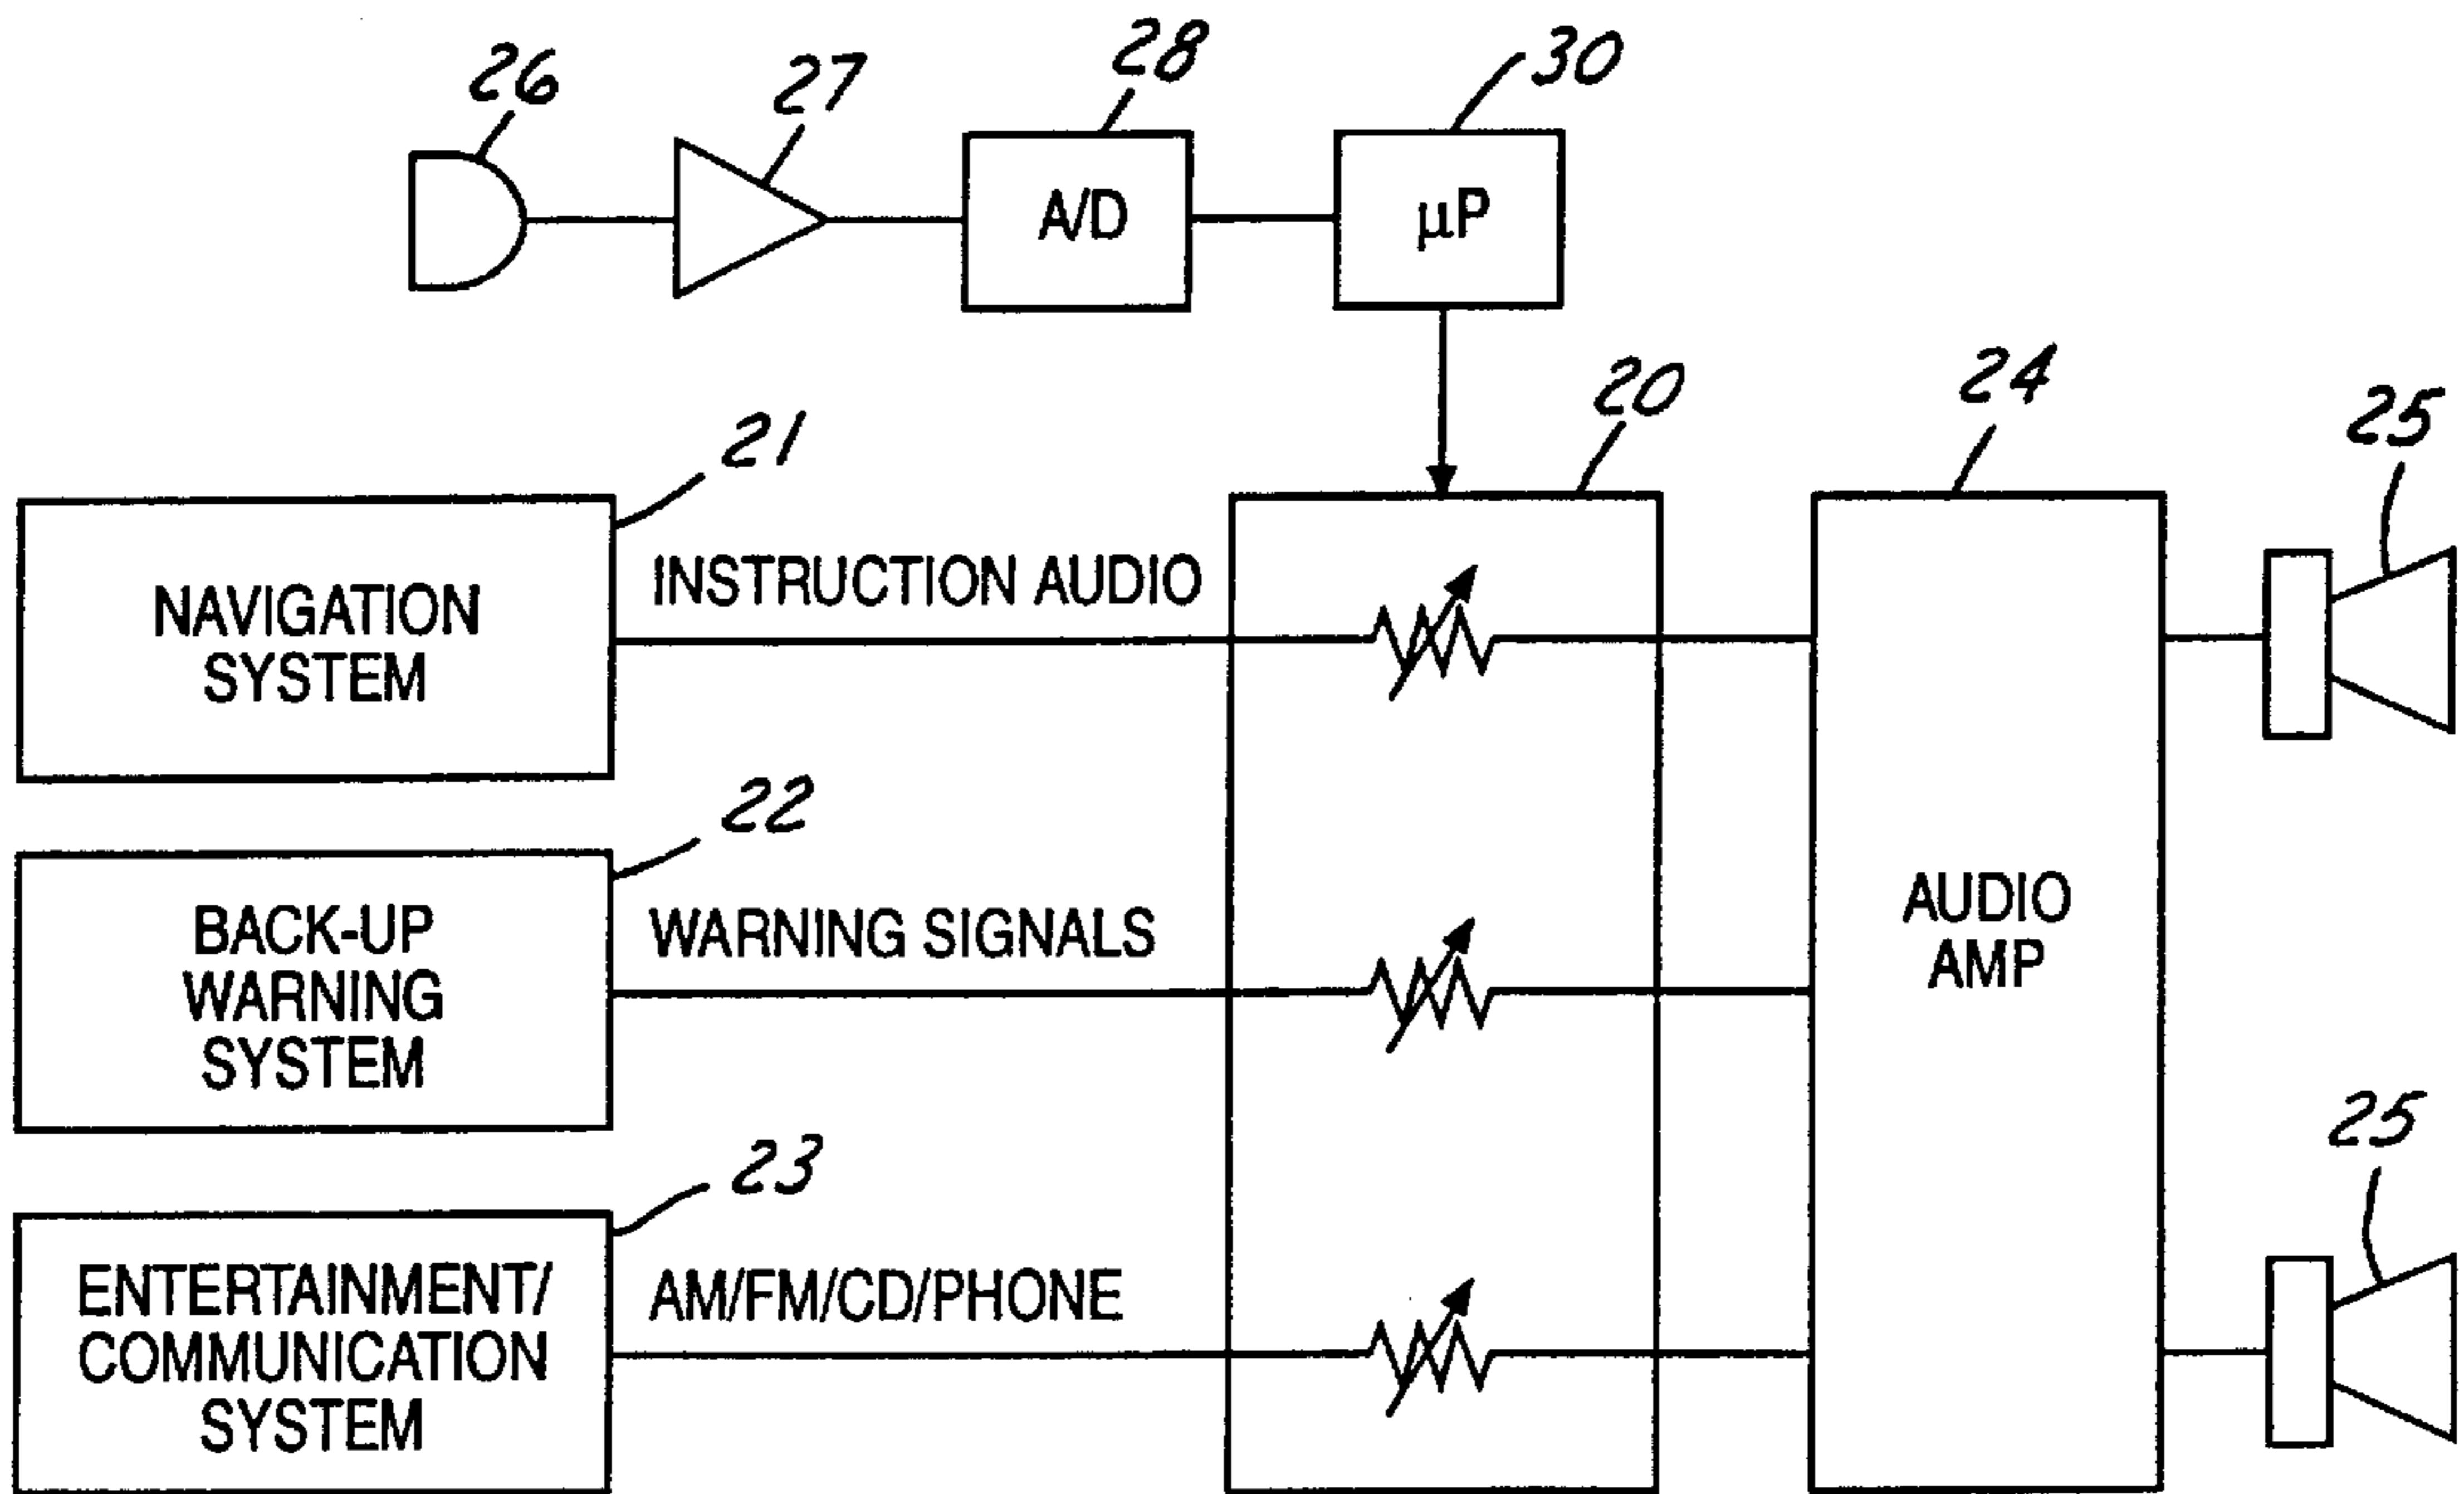 26
27
28
30
A/D
µP
20
24
25
21
INSTRUCTION AUDIO
NAVIGATION
SYSTEM
22
WARNING SIGNALS
BACK-UP
WARNING
SYSTEM
AUDIO
AMP
25
23
AM/FM/CD/PHONE
ENTERTAINMENT/
COMMUNICATION
SYSTEM